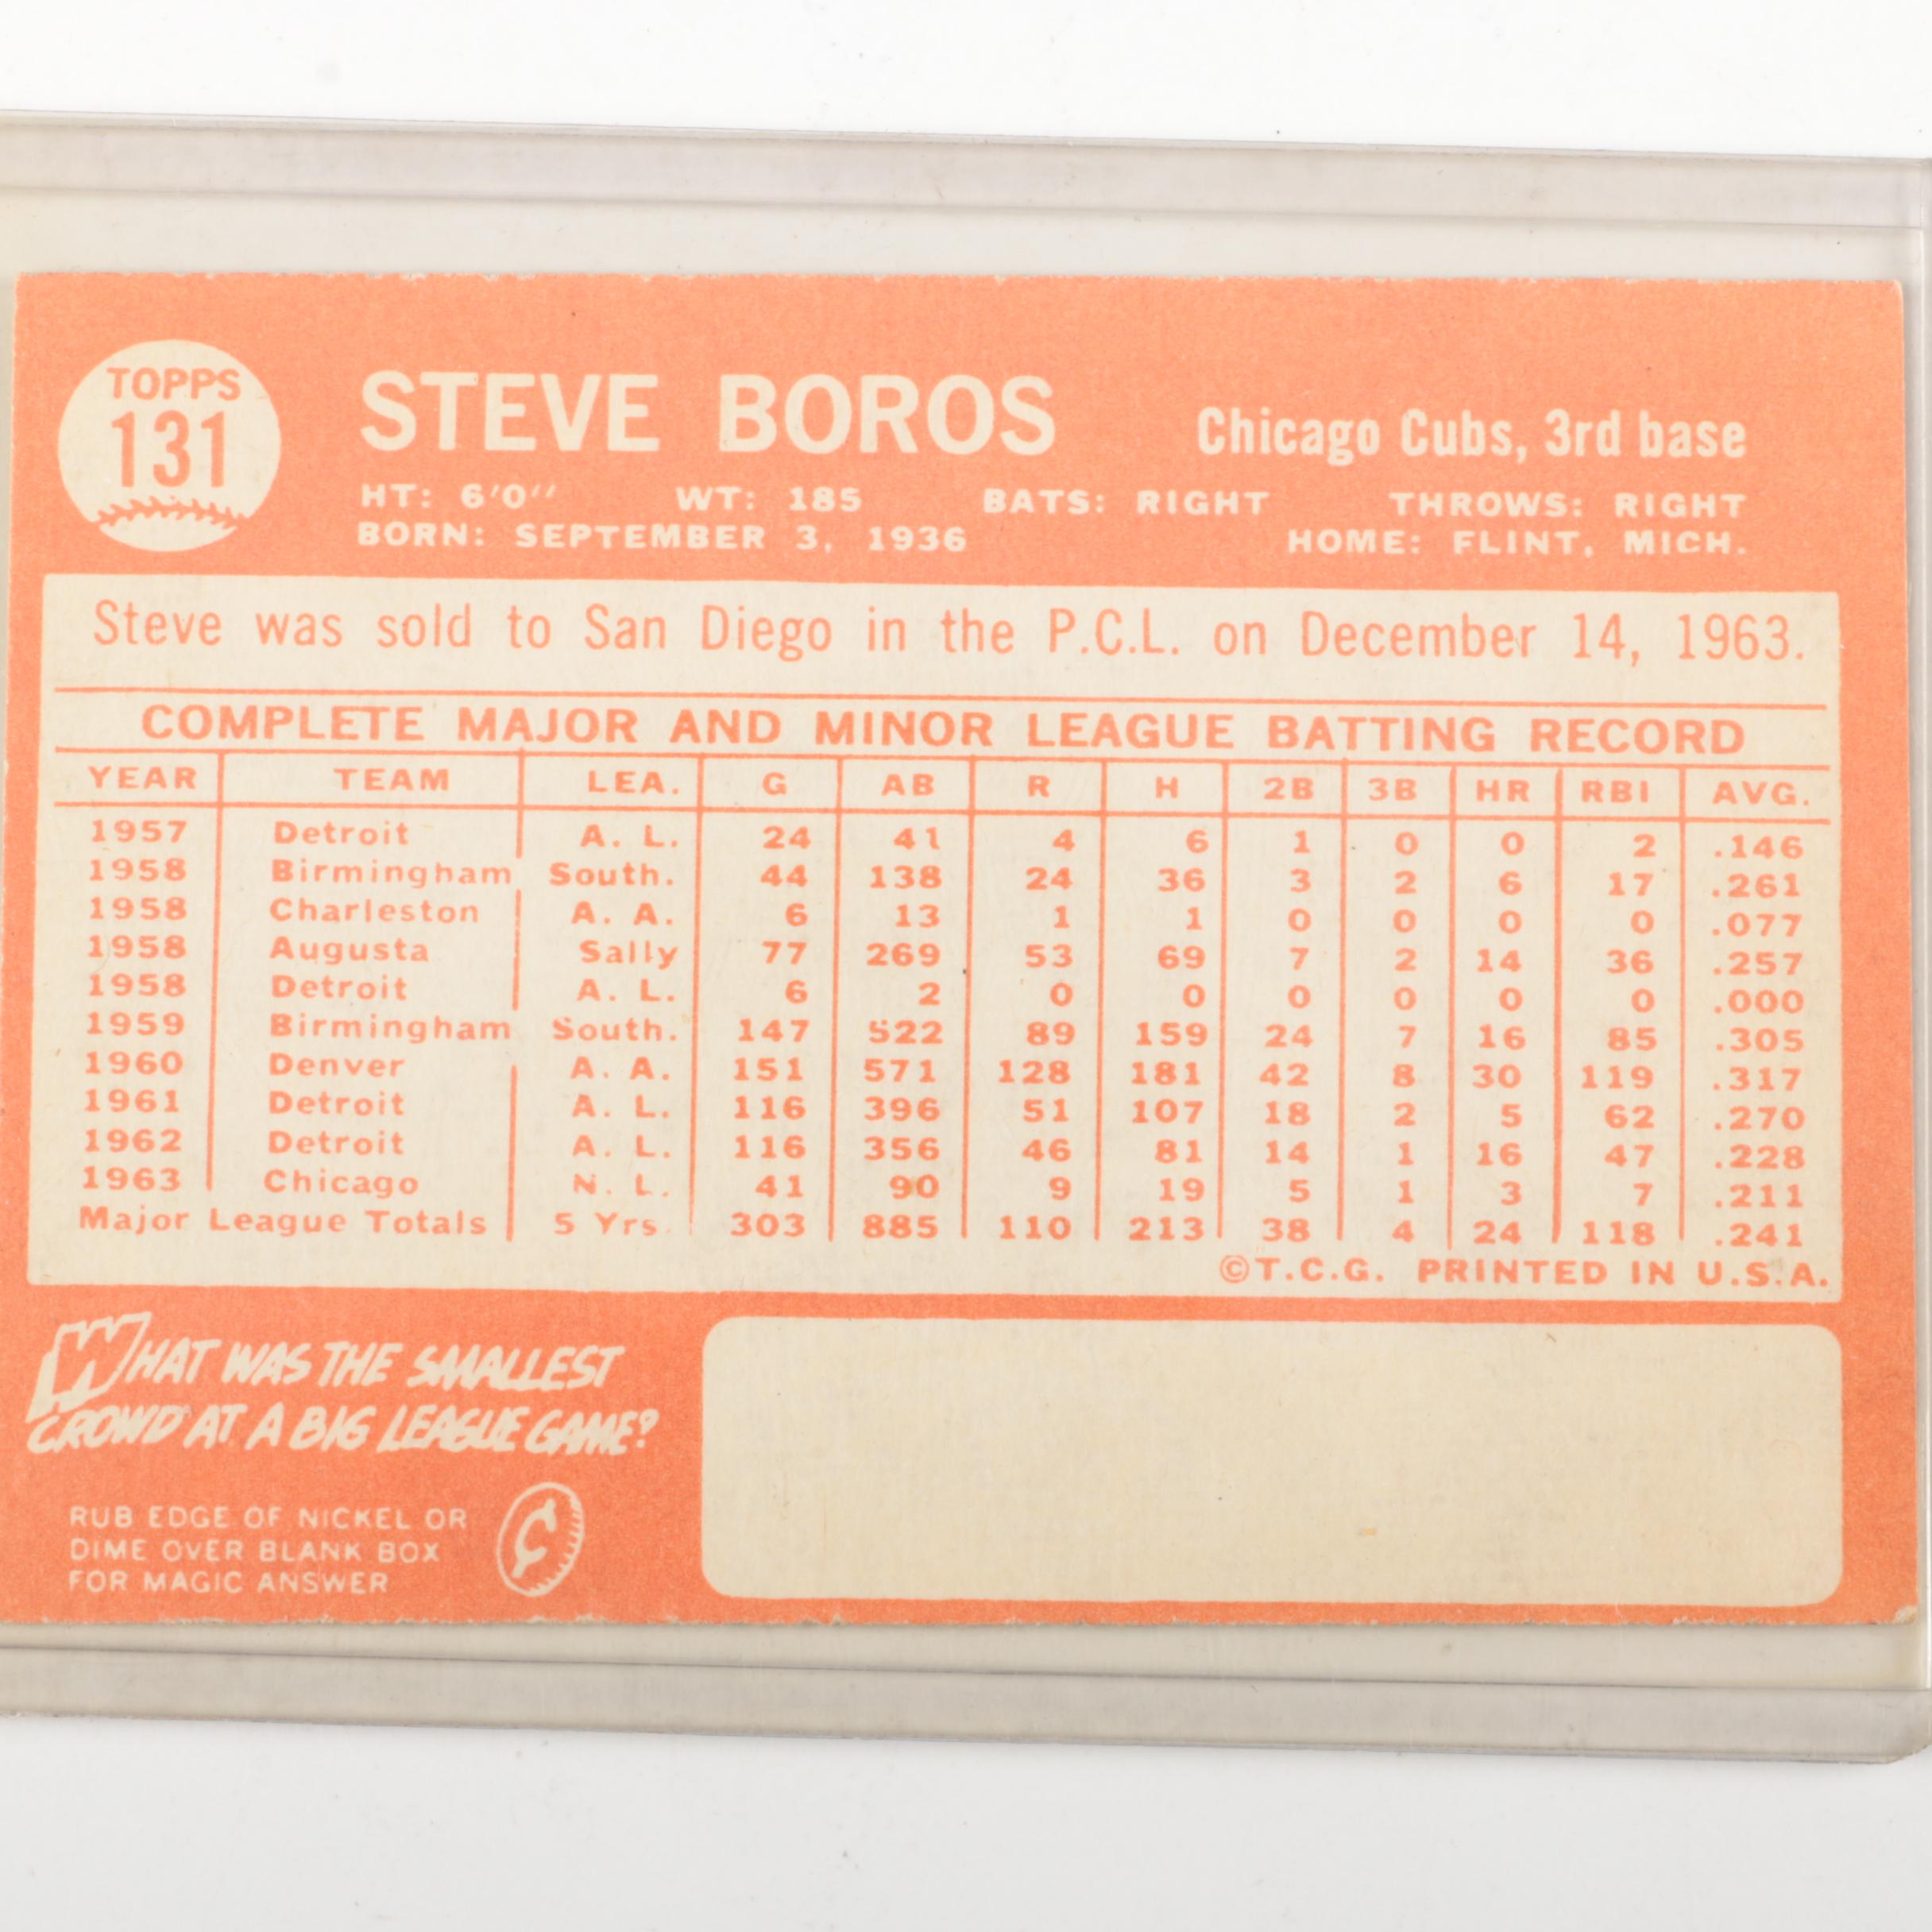 TOPPS
131
STEVE BOROS
Chicago Cubs, 3rd base
HT: 6'0" WT: 185 BATS: RIGHT THROWS: RIGHT
BORN: SEPTEMBER 3, 1936 HOME: FLINT, MICH.
Steve was sold to San Diego in the P.C.L. on December 14, 1963.
COMPLETE MAJOR AND MINOR LEAGUE BATTING RECORD
YEAR TEAM LEA. G AB R H 2B 3B HR RBI AVG.
1957 Detroit A. L. 24 41 4 6 1 0 0 2 .146
1958 Birmingham South. 44 138 24 36 3 2 6 17 .261
1958 Charleston A. A. 6 13 1 1 0 0 0 0 .077
1958 Augusta Sally 77 269 53 69 7 2 14 36 .257
1958 Detroit A. L. 6 2 0 0 0 0 0 0 .000
1959 Birmingham South. 147 522 89 159 24 7 16 85 .305
1960 Denver A. A. 151 571 128 181 42 8 30 119 .317
1961 Detroit A. L. 116 396 51 107 18 2 5 62 .270
1962 Detroit A. L. 116 356 46 81 14 1 16 47 .228
1963 Chicago N. L. 41 90 9 19 5 1 3 7 .211
Major League Totals 5 Yrs. 303 885 110 213 38 4 24 118 .241
©T.C.G. PRINTED IN U.S.A.
WHAT WAS THE SMALLEST
CROWD AT A BIG LEAGUE GAME?
RUB EDGE OF NICKEL OR
DIME OVER BLANK BOX
FOR MAGIC ANSWER
¢